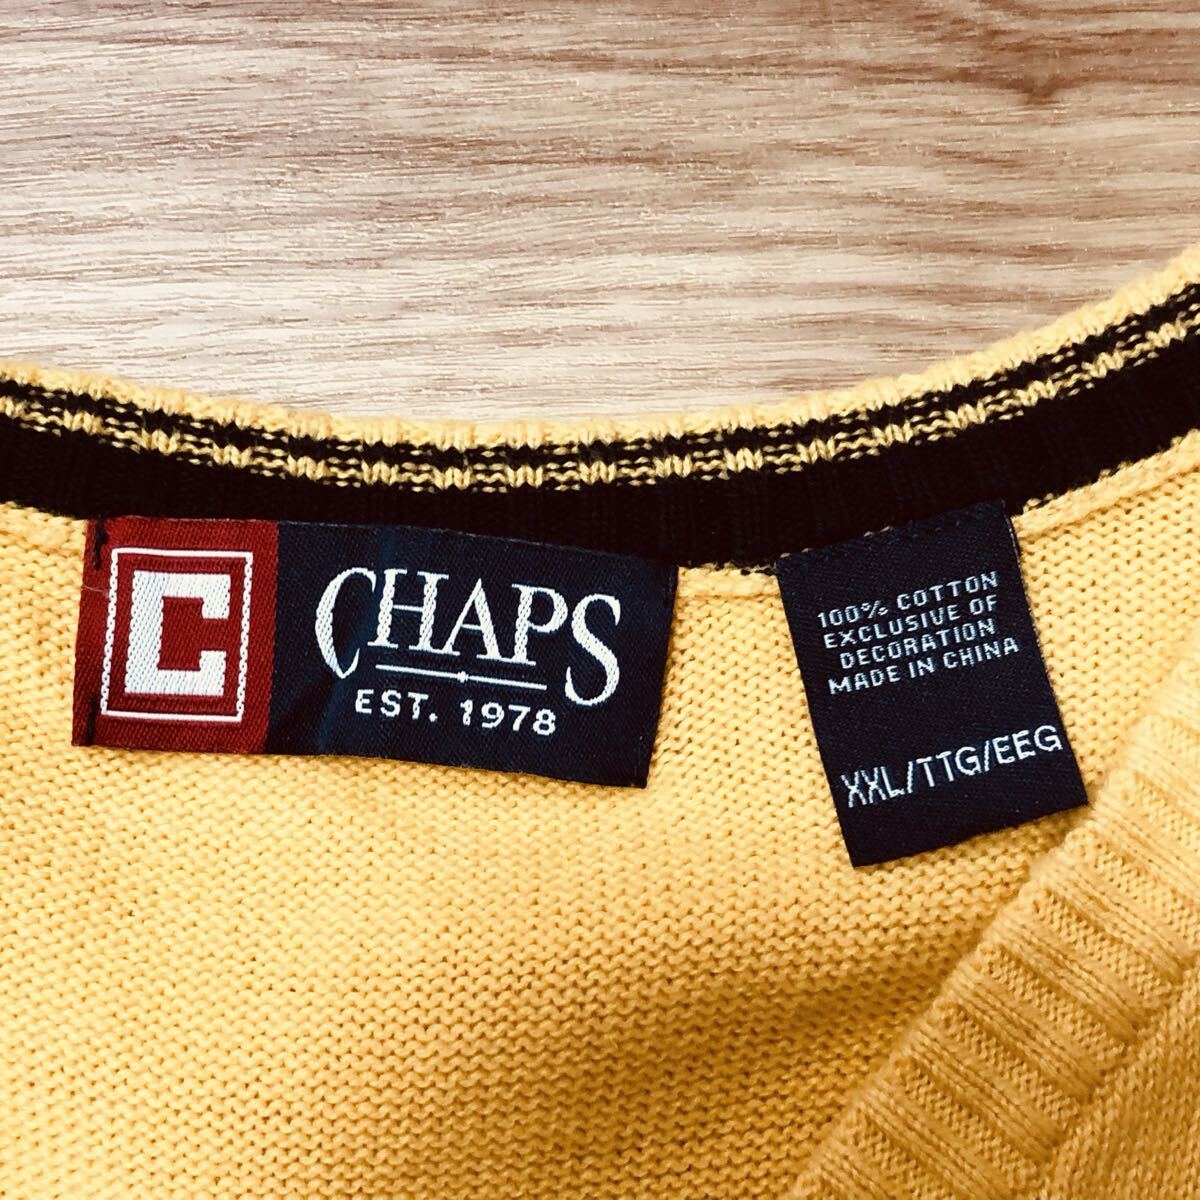 C
CHAPS
EST. 1978
100% COTTON
EXCLUSIVE OF
DECORATION
MADE IN CHINA
XXL/TTG/EEG